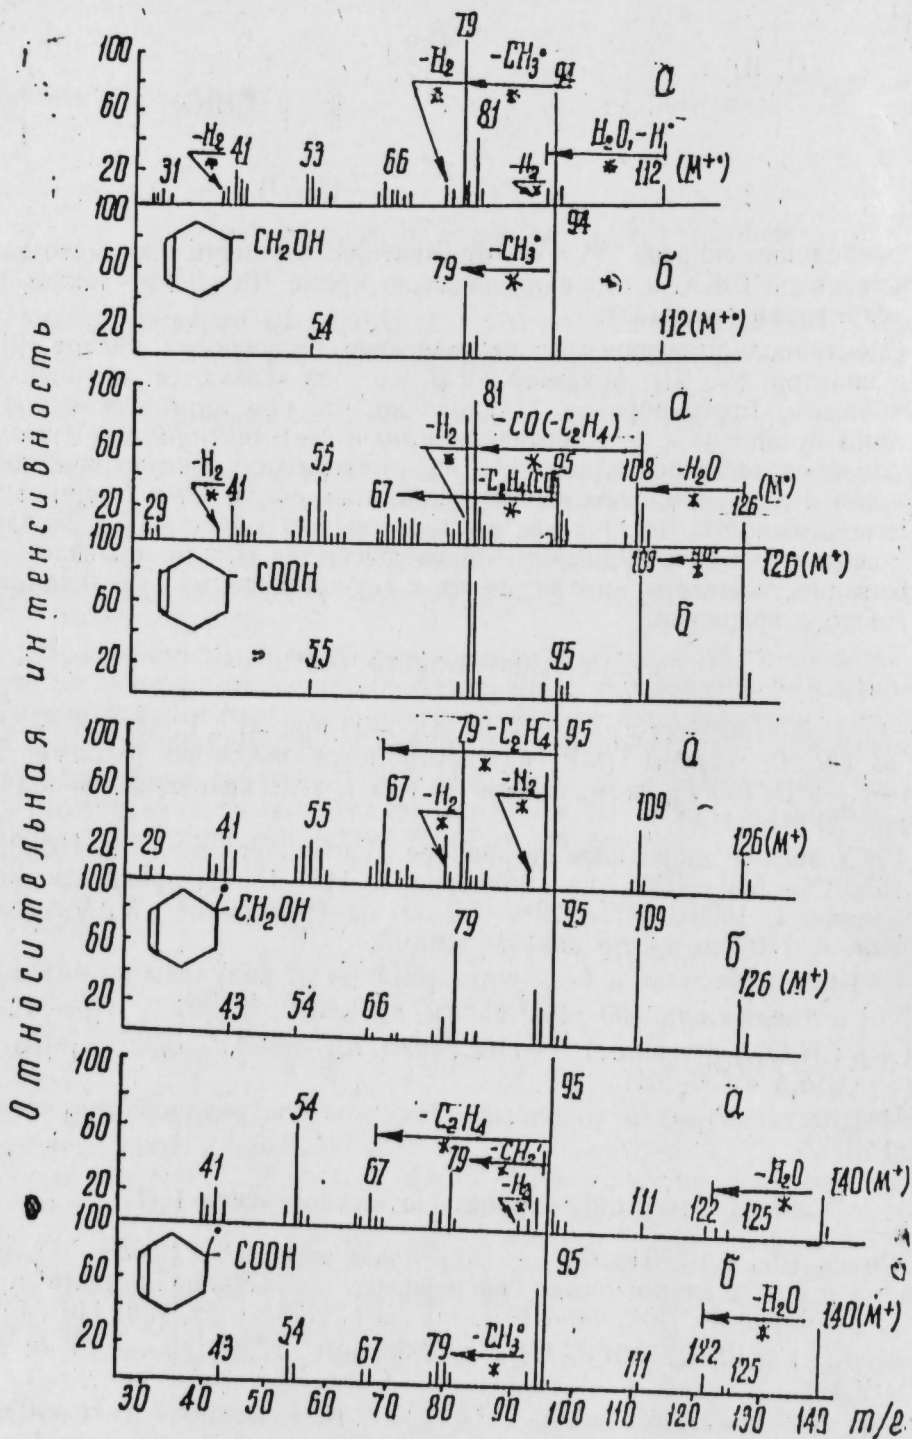 Относительная интенсивность
79
100 -H₂ -CH₃• 91 а
60 * * 81 H₂O, -H•
-H₂ 41 53 66 -H₂ * 112 (M⁺•)
20 31 * *
100 94
CH₂OH -CH₃•
60 79 * б
20 54 112(M⁺•)
100 81 а
60 -H₂ -CO(-C₂H₄)
* *
-H₂ 55 95 108 -H₂O
* 41 67 -C₂H₄(CO) * (M⁺)
20 29 * 126
100 109 * 126(M⁺)
COOH
60 б
20 55 95
100 79 -C₂H₄ 95 а
60 * -H₂
67 -H₂ * 109
20 29 41 55 * 126(M⁺)
100
CH₂OH 79 95 109
60 б
20 43 54 66 126(M⁺)
100 95 а
54 -C₂H₄
60 * -CH₂•
41 67 79 * -H₂O
20 -H₂ 111 122 * 125 140(M⁺)
100 *
COOH 95
60 б -H₂O
20 54 -CH₃• 122 * 140(M⁺)
43 67 79 * 111 125
30 40 50 60 70 80 90 100 110 120 130 140 m/e